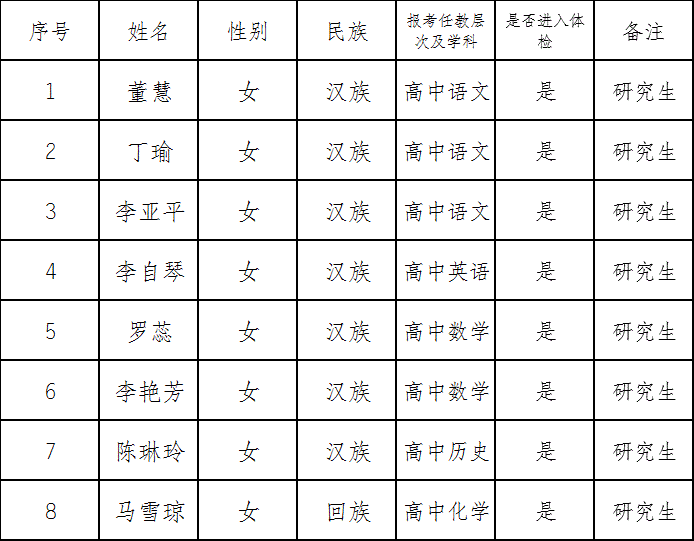 序号 姓名 性别 民族 报考任教层次及学科 是否进入体检 备注
1 董慧 女 汉族 高中语文 是 研究生
2 丁瑜 女 汉族 高中语文 是 研究生
3 李亚平 女 汉族 高中语文 是 研究生
4 李自琴 女 汉族 高中英语 是 研究生
5 罗蕊 女 汉族 高中数学 是 研究生
6 李艳芳 女 汉族 高中数学 是 研究生
7 陈琳玲 女 汉族 高中历史 是 研究生
8 马雪琼 女 回族 高中化学 是 研究生